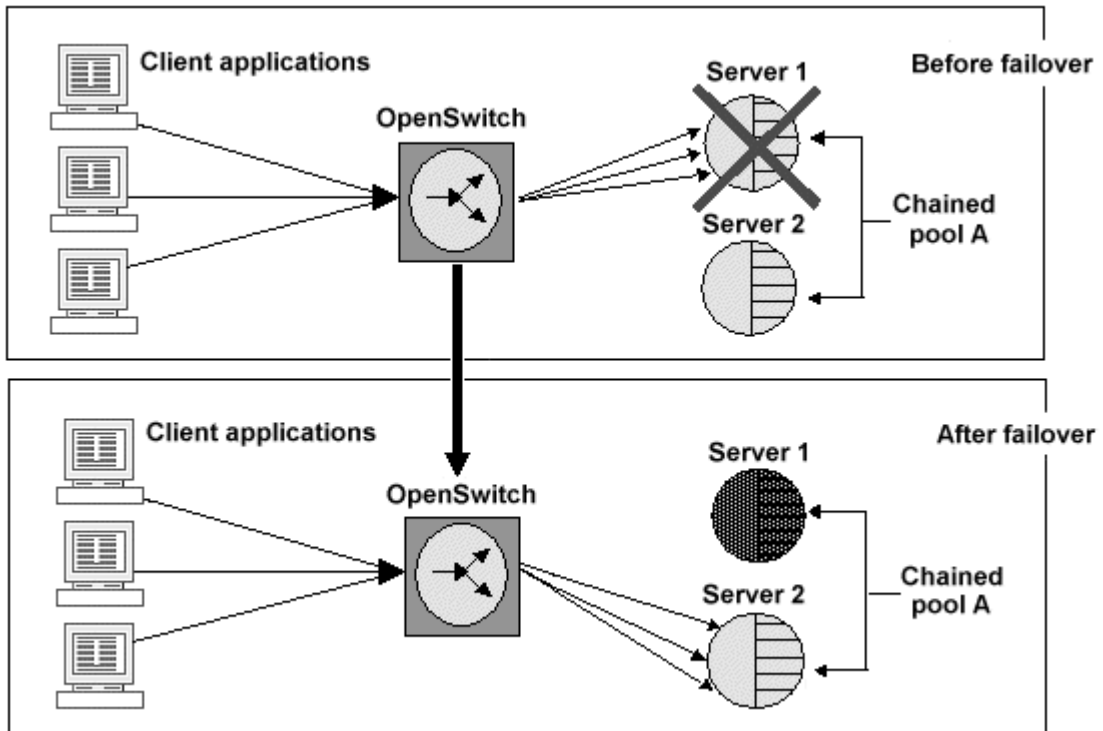 Client applications
Before failover
Server 1
OpenSwitch
Chained
pool A
Server 2
Client applications
After failover
Server 1
OpenSwitch
Chained
pool A
Server 2